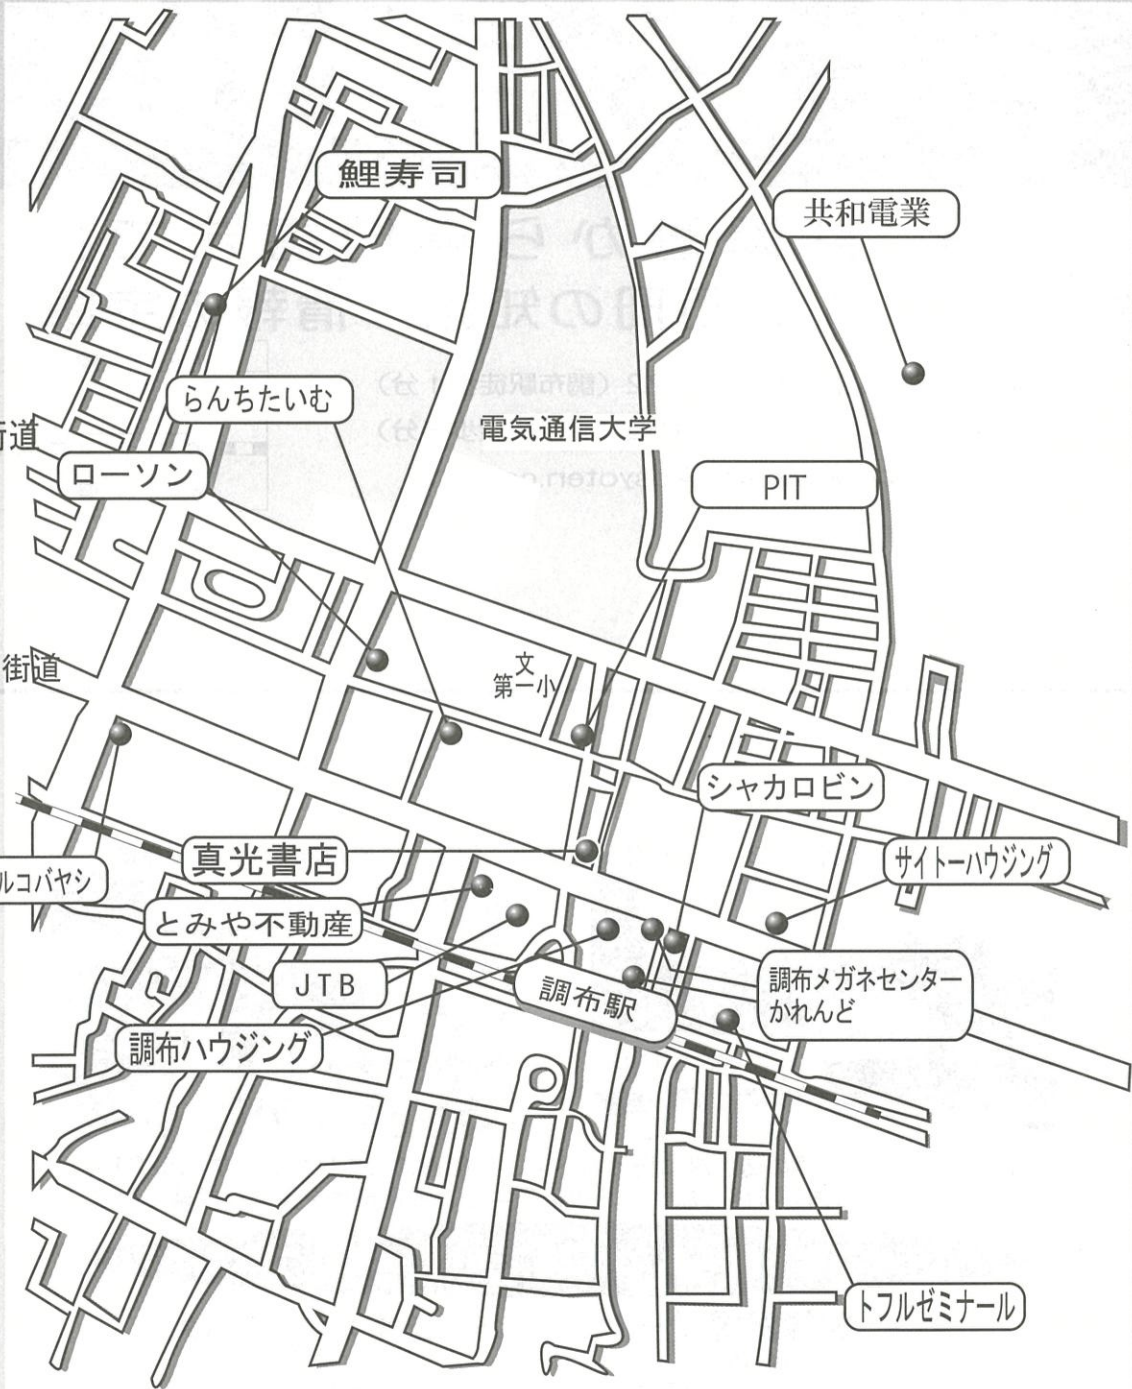 鯉寿司
共和電業
らんちたいむ
電気通信大学
街道
ローソン
PIT
文
第一小
街道
シャカロビン
真光書店
サイトーハウジング
ルコバヤシ
とみや不動産
JTB
調布駅
調布メガネセンター
かれんど
調布ハウジング
トフルゼミナール